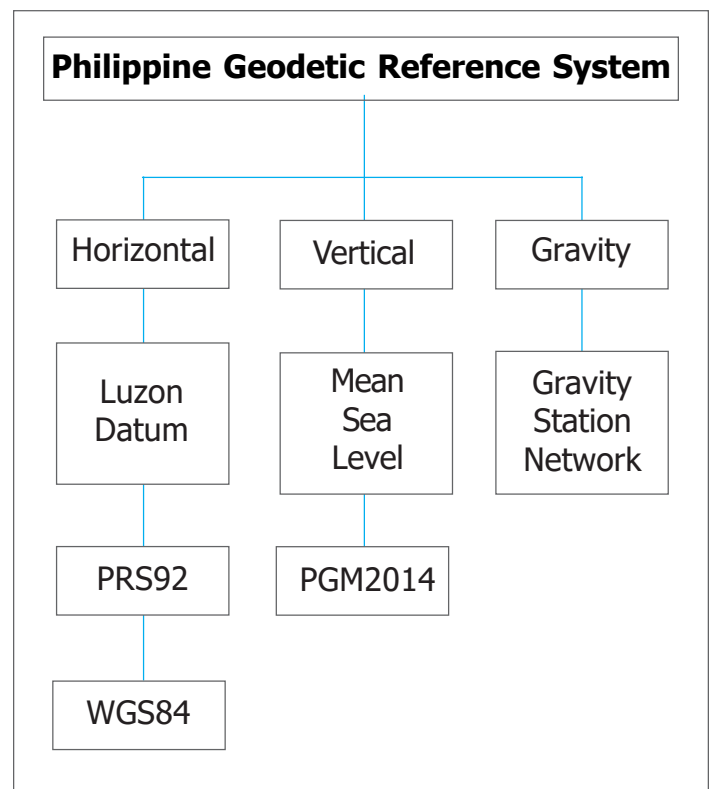 Philippine Geodetic Reference System
Horizontal
Vertical
Gravity
Luzon
Datum
Mean
Sea
Level
Gravity
Station
Network
PRS92
PGM2014
WGS84